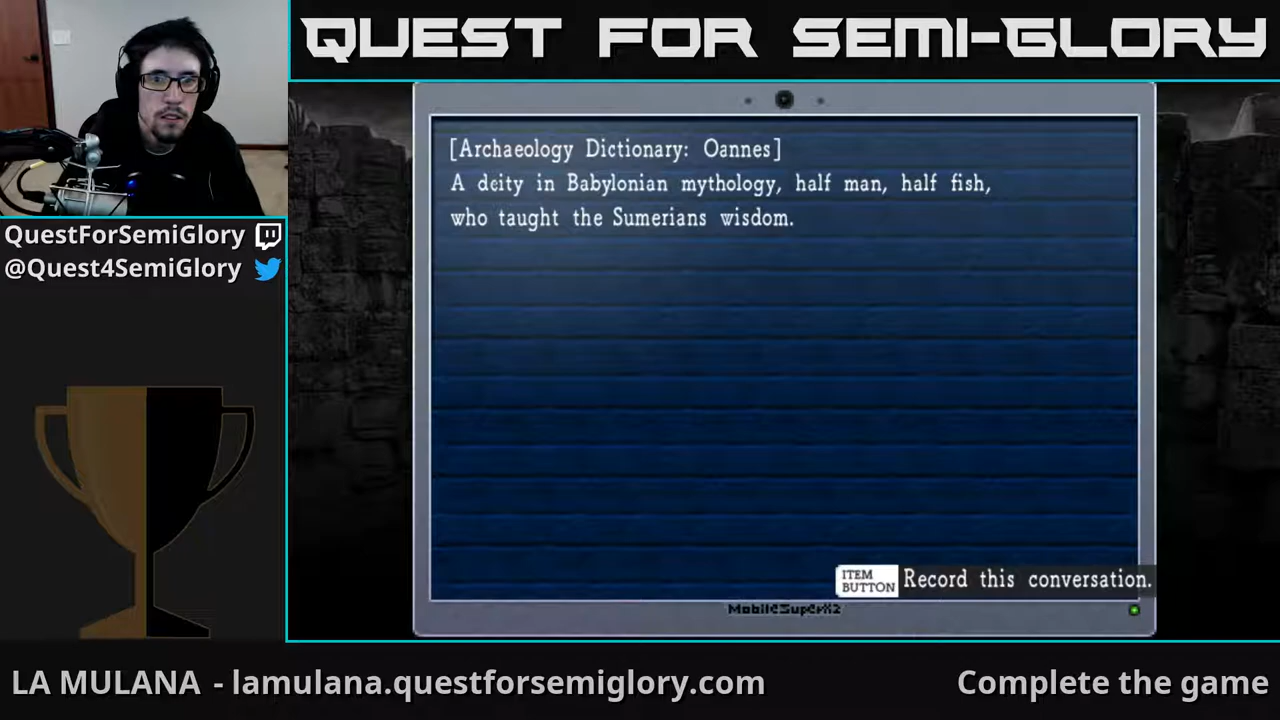 QUEST FOR SEMI-GLORY
QuestForSemiGlory
@Quest4SemiGlory
[Archaeology Dictionary: Oannes]
A deity in Babylonian mythology, half man, half fish,
who taught the Sumerians wisdom.
ITEM
BUTTON
Record this conversation.
MobileSuperX2
LA MULANA - lamulana.questforsemiglory.com
Complete the game